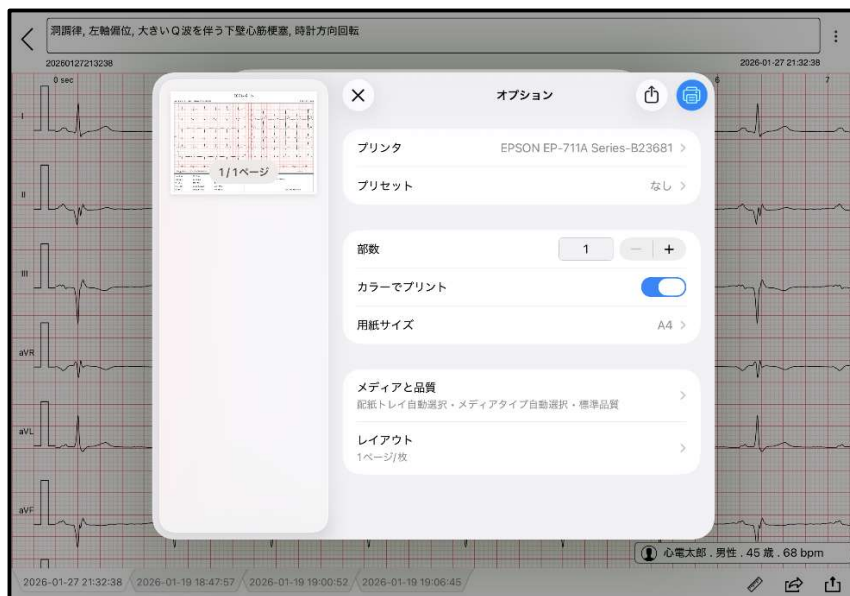 洞調律, 左軸偏位, 大きいＱ波を伴う下壁心筋梗塞, 時計方向回転
20260127213238
2026-01-27 21:32:38
0 sec
6
7
I
II
III
aVR
aVL
aVF
1/1ページ
オプション
プリンタ
EPSON EP-711A Series-B23681
プリセット
なし
部数
1
カラーでプリント
用紙サイズ
A4
メディアと品質
配紙トレイ自動選択・メディアタイプ自動選択・標準品質
レイアウト
1ページ/枚
心電太郎 . 男性 . 45 歳 . 68 bpm
2026-01-27 21:32:38
2026-01-19 18:47:57
2026-01-19 19:00:52
2026-01-19 19:06:45